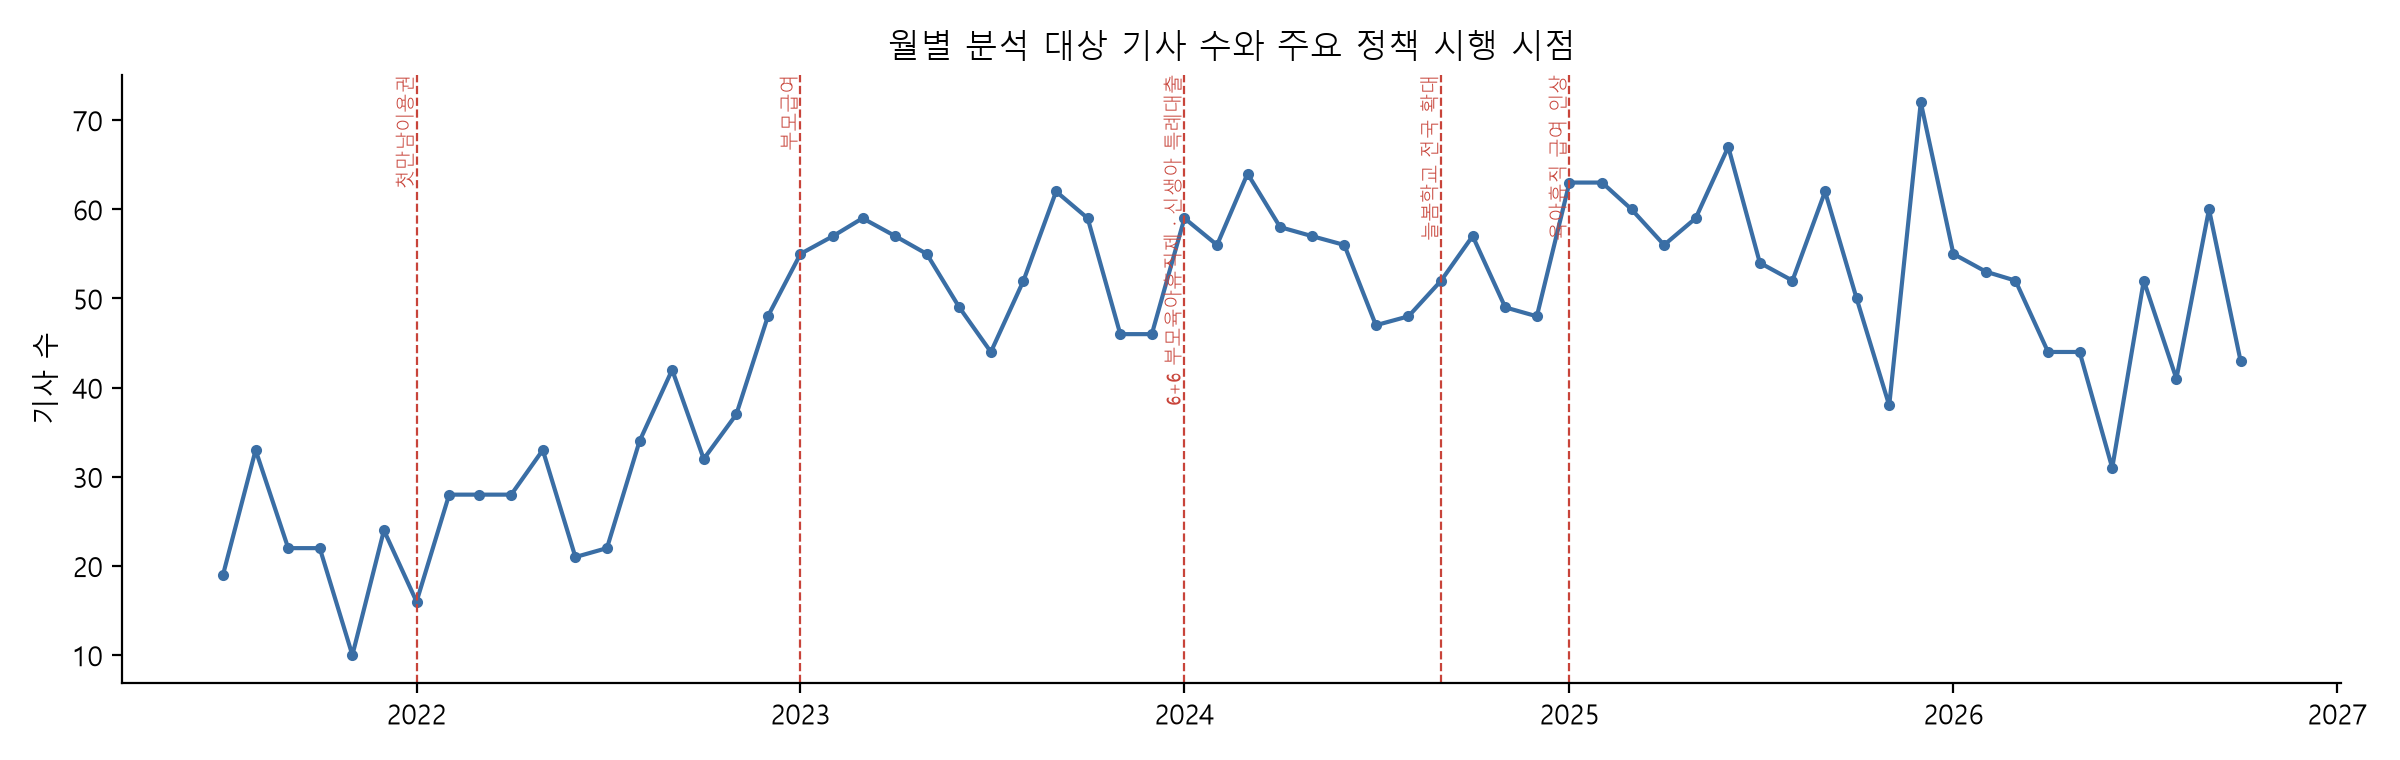 월별 분석 대상 기사 수와 주요 정책 시행 시점
기사 수
70
60
50
40
30
20
10
첫만남이용권
부모급여
6+6 부모육아휴직제·신생아 특례대출
늘봄학교 전국 확대
육아휴직 급여 인상
2022
2023
2024
2025
2026
2027